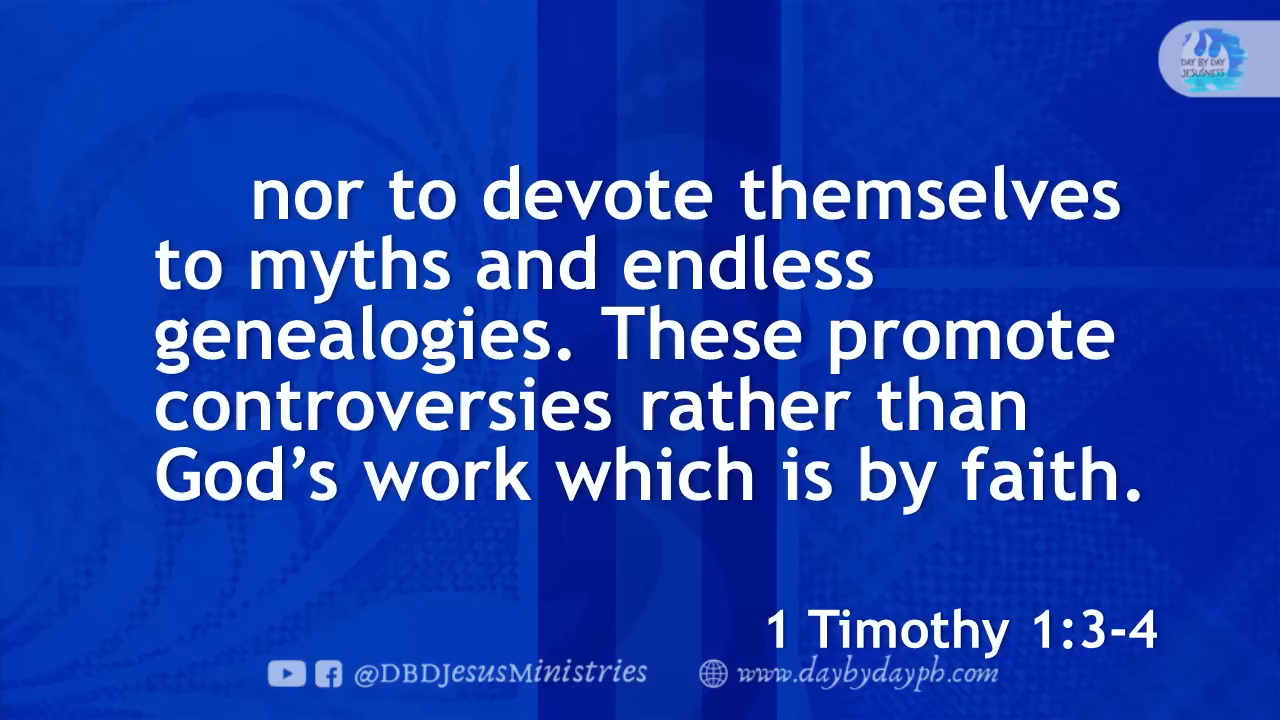 DAY BY DAY
JESUSNESS
nor to devote themselves
to myths and endless
genealogies. These promote
controversies rather than
God’s work which is by faith.
1 Timothy 1:3-4
@DBDJesusMinistries www.daybydayph.com